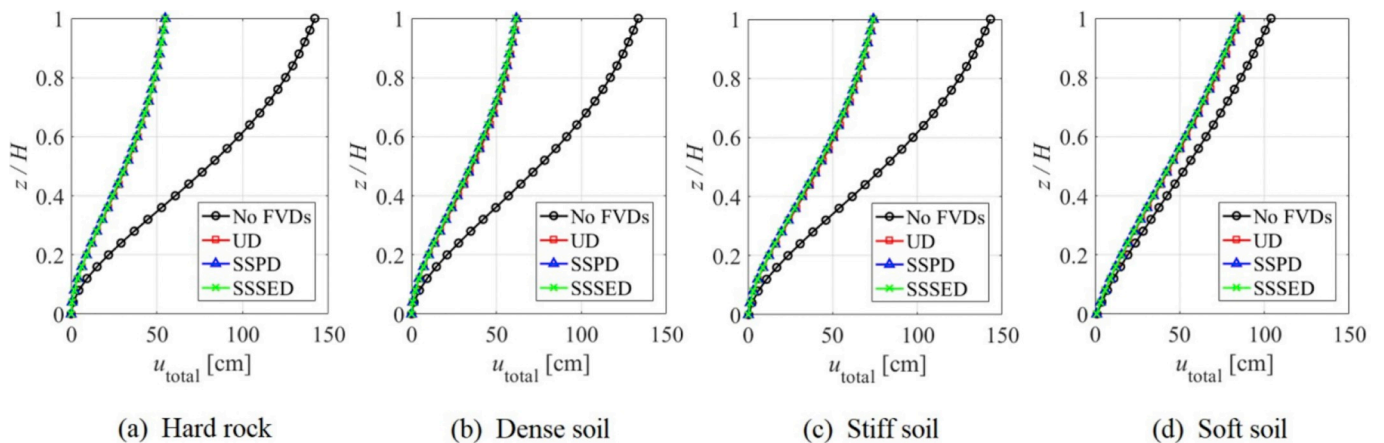 1
0.8
0.6
0.4
0.2
0
z / H
No FVDs
UD
SSPD
SSSED
0 50 100 150
u_total [cm]
(a) Hard rock
1
0.8
0.6
0.4
0.2
0
z / H
No FVDs
UD
SSPD
SSSED
0 50 100 150
u_total [cm]
(b) Dense soil
1
0.8
0.6
0.4
0.2
0
z / H
No FVDs
UD
SSPD
SSSED
0 50 100 150
u_total [cm]
(c) Stiff soil
1
0.8
0.6
0.4
0.2
0
z / H
No FVDs
UD
SSPD
SSSED
0 50 100 150
u_total [cm]
(d) Soft soil